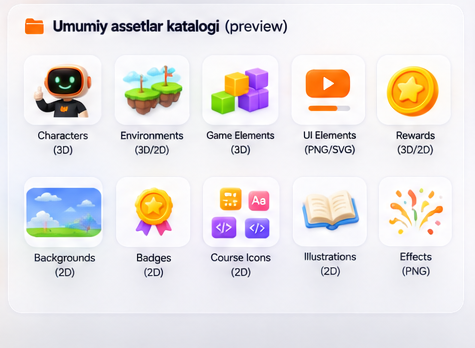 Umumiy assetlar katalogi (preview)
Characters
(3D)
Environments
(3D/2D)
Game Elements
(3D)
UI Elements
(PNG/SVG)
Rewards
(3D/2D)
Aa
</>
</>
Backgrounds
(2D)
Badges
(2D)
Course Icons
(2D)
Illustrations
(2D)
Effects
(PNG)